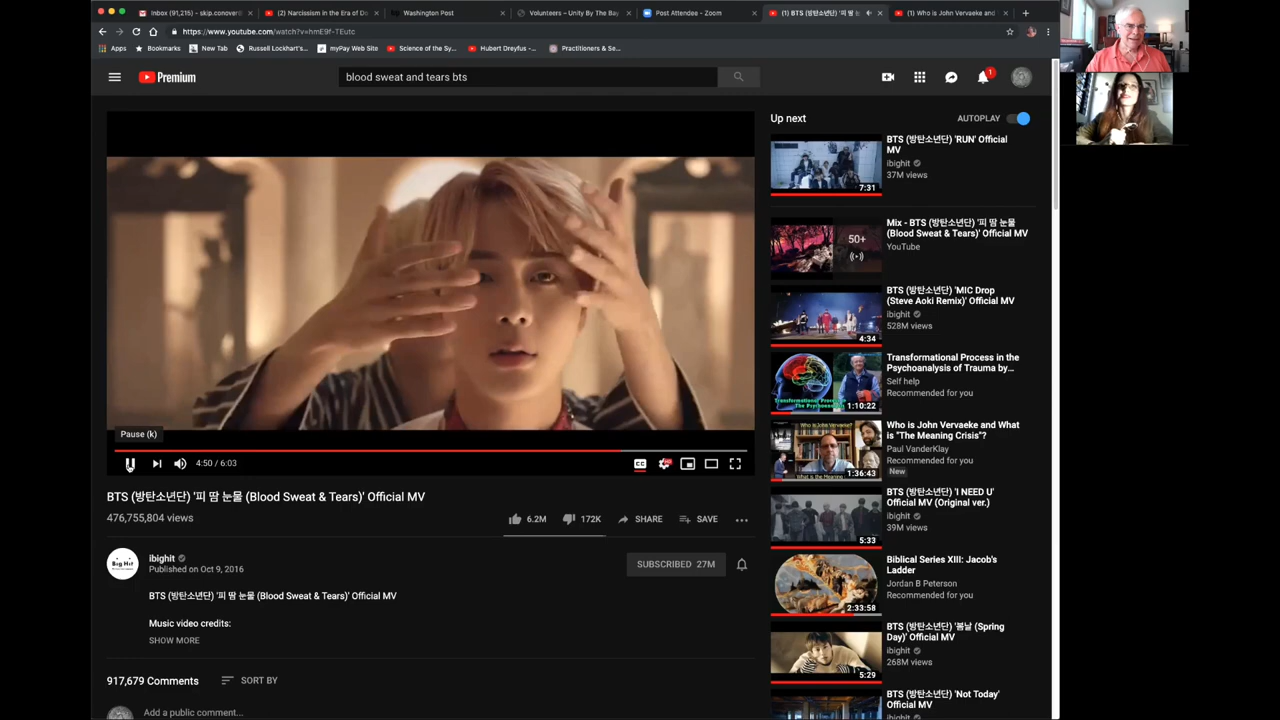 Inbox (91,215) - skip.conover
(2) Narcissism in the Era of D
Washington Post
Volunteers – Unity By The Bay
Post Attendee - Zoom
(1) BTS (방탄소년단) '피 땀 눈
(1) Who is John Vervaeke and
https://www.youtube.com/watch?v=hmE9f-TEutc
Apps
Bookmarks
New Tab
Russell Lockhart's...
myPay Web Site
Science of the Sy...
Hubert Dreyfus -...
Practitioners & Se...
Premium
blood sweat and tears bts
1
Pause (k)
4:50 / 6:03
CC
BTS (방탄소년단) '피 땀 눈물 (Blood Sweat & Tears)' Official MV
476,755,804 views
6.2M
172K
SHARE
SAVE
BigHit
ibighit
Published on Oct 9, 2016
SUBSCRIBED 27M
BTS (방탄소년단) '피 땀 눈물 (Blood Sweat & Tears)' Official MV
Music video credits:
SHOW MORE
917,679 Comments
SORT BY
Add a public comment...
Up next
AUTOPLAY
BTS (방탄소년단) 'RUN' Official
MV
ibighit
37M views
7:31
Mix - BTS (방탄소년단) '피 땀 눈물
(Blood Sweat & Tears)' Official MV
YouTube
50+
BTS (방탄소년단) 'MIC Drop
(Steve Aoki Remix)' Official MV
ibighit
528M views
4:34
Transformational Process in the
Psychoanalysis of Trauma by...
Self help
Recommended for you
1:10:22
Who is John Vervaeke and What
is "The Meaning Crisis"?
Paul VanderKlay
Recommended for you
New
1:36:43
BTS (방탄소년단) 'I NEED U'
Official MV (Original ver.)
ibighit
39M views
5:33
Biblical Series XIII: Jacob's
Ladder
Jordan B Peterson
Recommended for you
2:33:58
BTS (방탄소년단) '봄날 (Spring
Day)' Official MV
ibighit
268M views
5:29
BTS (방탄소년단) 'Not Today'
Official MV
ibighit